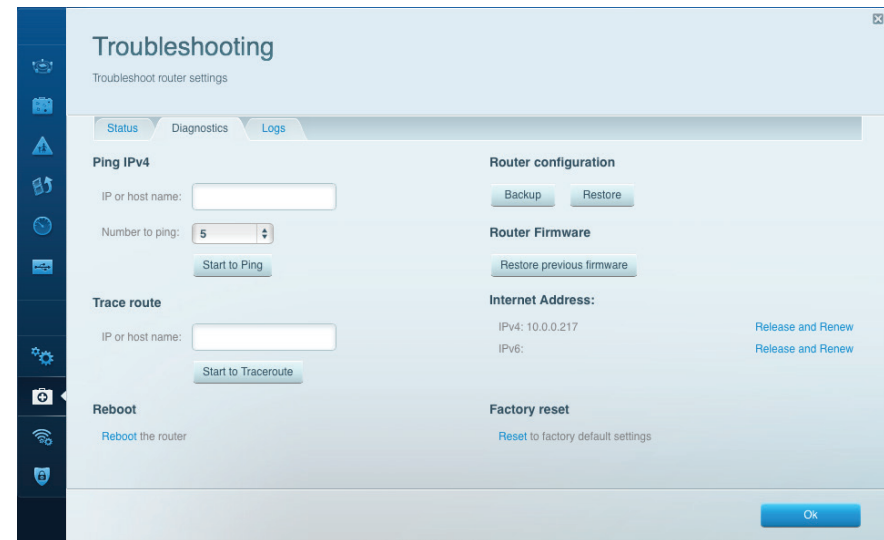 Troubleshooting
Troubleshoot router settings
Status
Diagnostics
Logs
Ping IPv4
IP or host name:
Number to ping:
5
Start to Ping
Trace route
IP or host name:
Start to Traceroute
Reboot
Reboot the router
Router configuration
Backup
Restore
Router Firmware
Restore previous firmware
Internet Address:
IPv4: 10.0.0.217
Release and Renew
IPv6:
Release and Renew
Factory reset
Reset to factory default settings
Ok